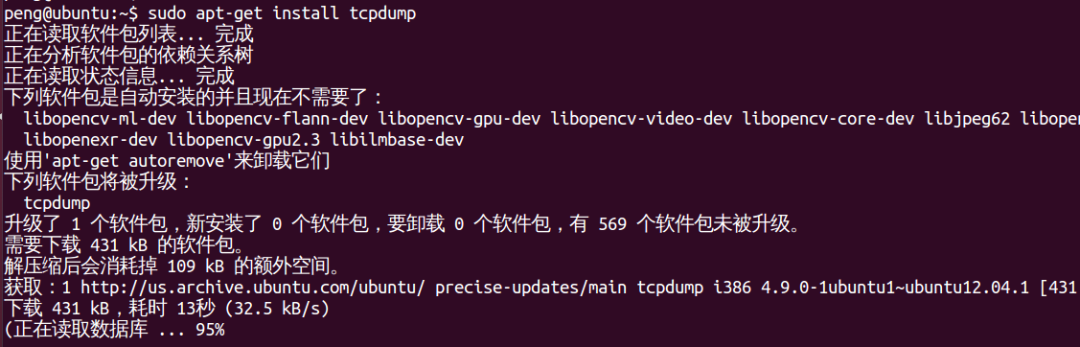 peng@ubuntu:~$ sudo apt-get install tcpdump
正在读取软件包列表... 完成
正在分析软件包的依赖关系树
正在读取状态信息... 完成
下列软件包是自动安装的并且现在不需要了：
libopencv-ml-dev libopencv-flann-dev libopencv-gpu-dev libopencv-video-dev libopencv-core-dev libjpeg62 libope
libopenexr-dev libopencv-gpu2.3 libilmbase-dev
使用'apt-get autoremove'来卸载它们
下列软件包将被升级：
tcpdump
升级了 1 个软件包，新安装了 0 个软件包，要卸载 0 个软件包，有 569 个软件包未被升级。
需要下载 431 kB 的软件包。
解压缩后会消耗掉 109 kB 的额外空间。
获取：1 http://us.archive.ubuntu.com/ubuntu/ precise-updates/main tcpdump i386 4.9.0-1ubuntu1~ubuntu12.04.1 [431
下载 431 kB，耗时 13秒 (32.5 kB/s)
(正在读取数据库 ... 95%